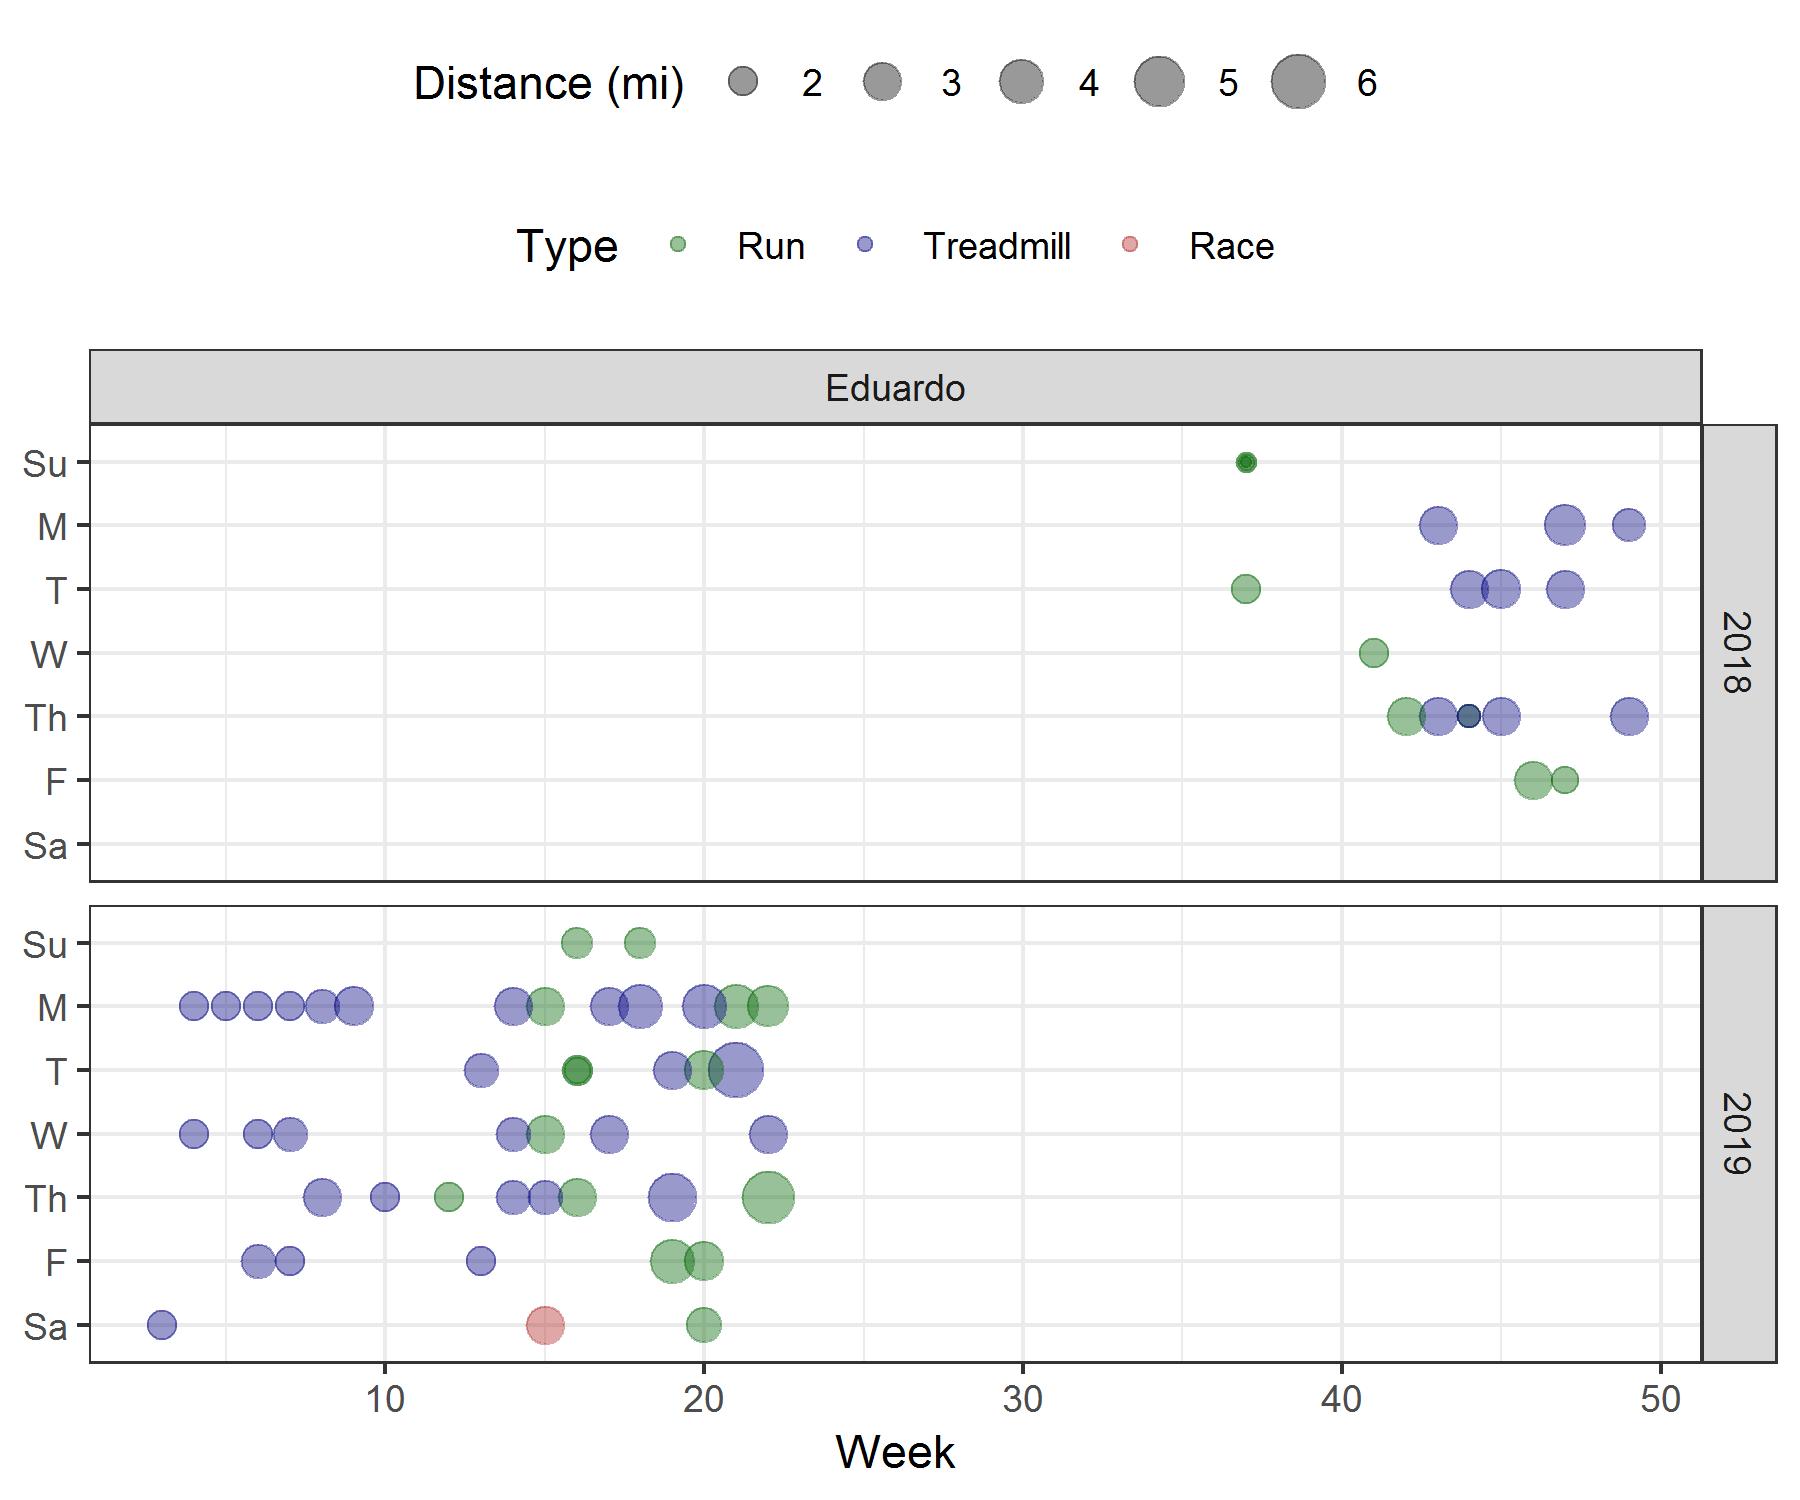 Distance (mi) 2 3 4 5 6
Type Run Treadmill Race
Eduardo
Su
M
T
W
Th
F
Sa
2018
Su
M
T
W
Th
F
Sa
2019
10 20 30 40 50
Week